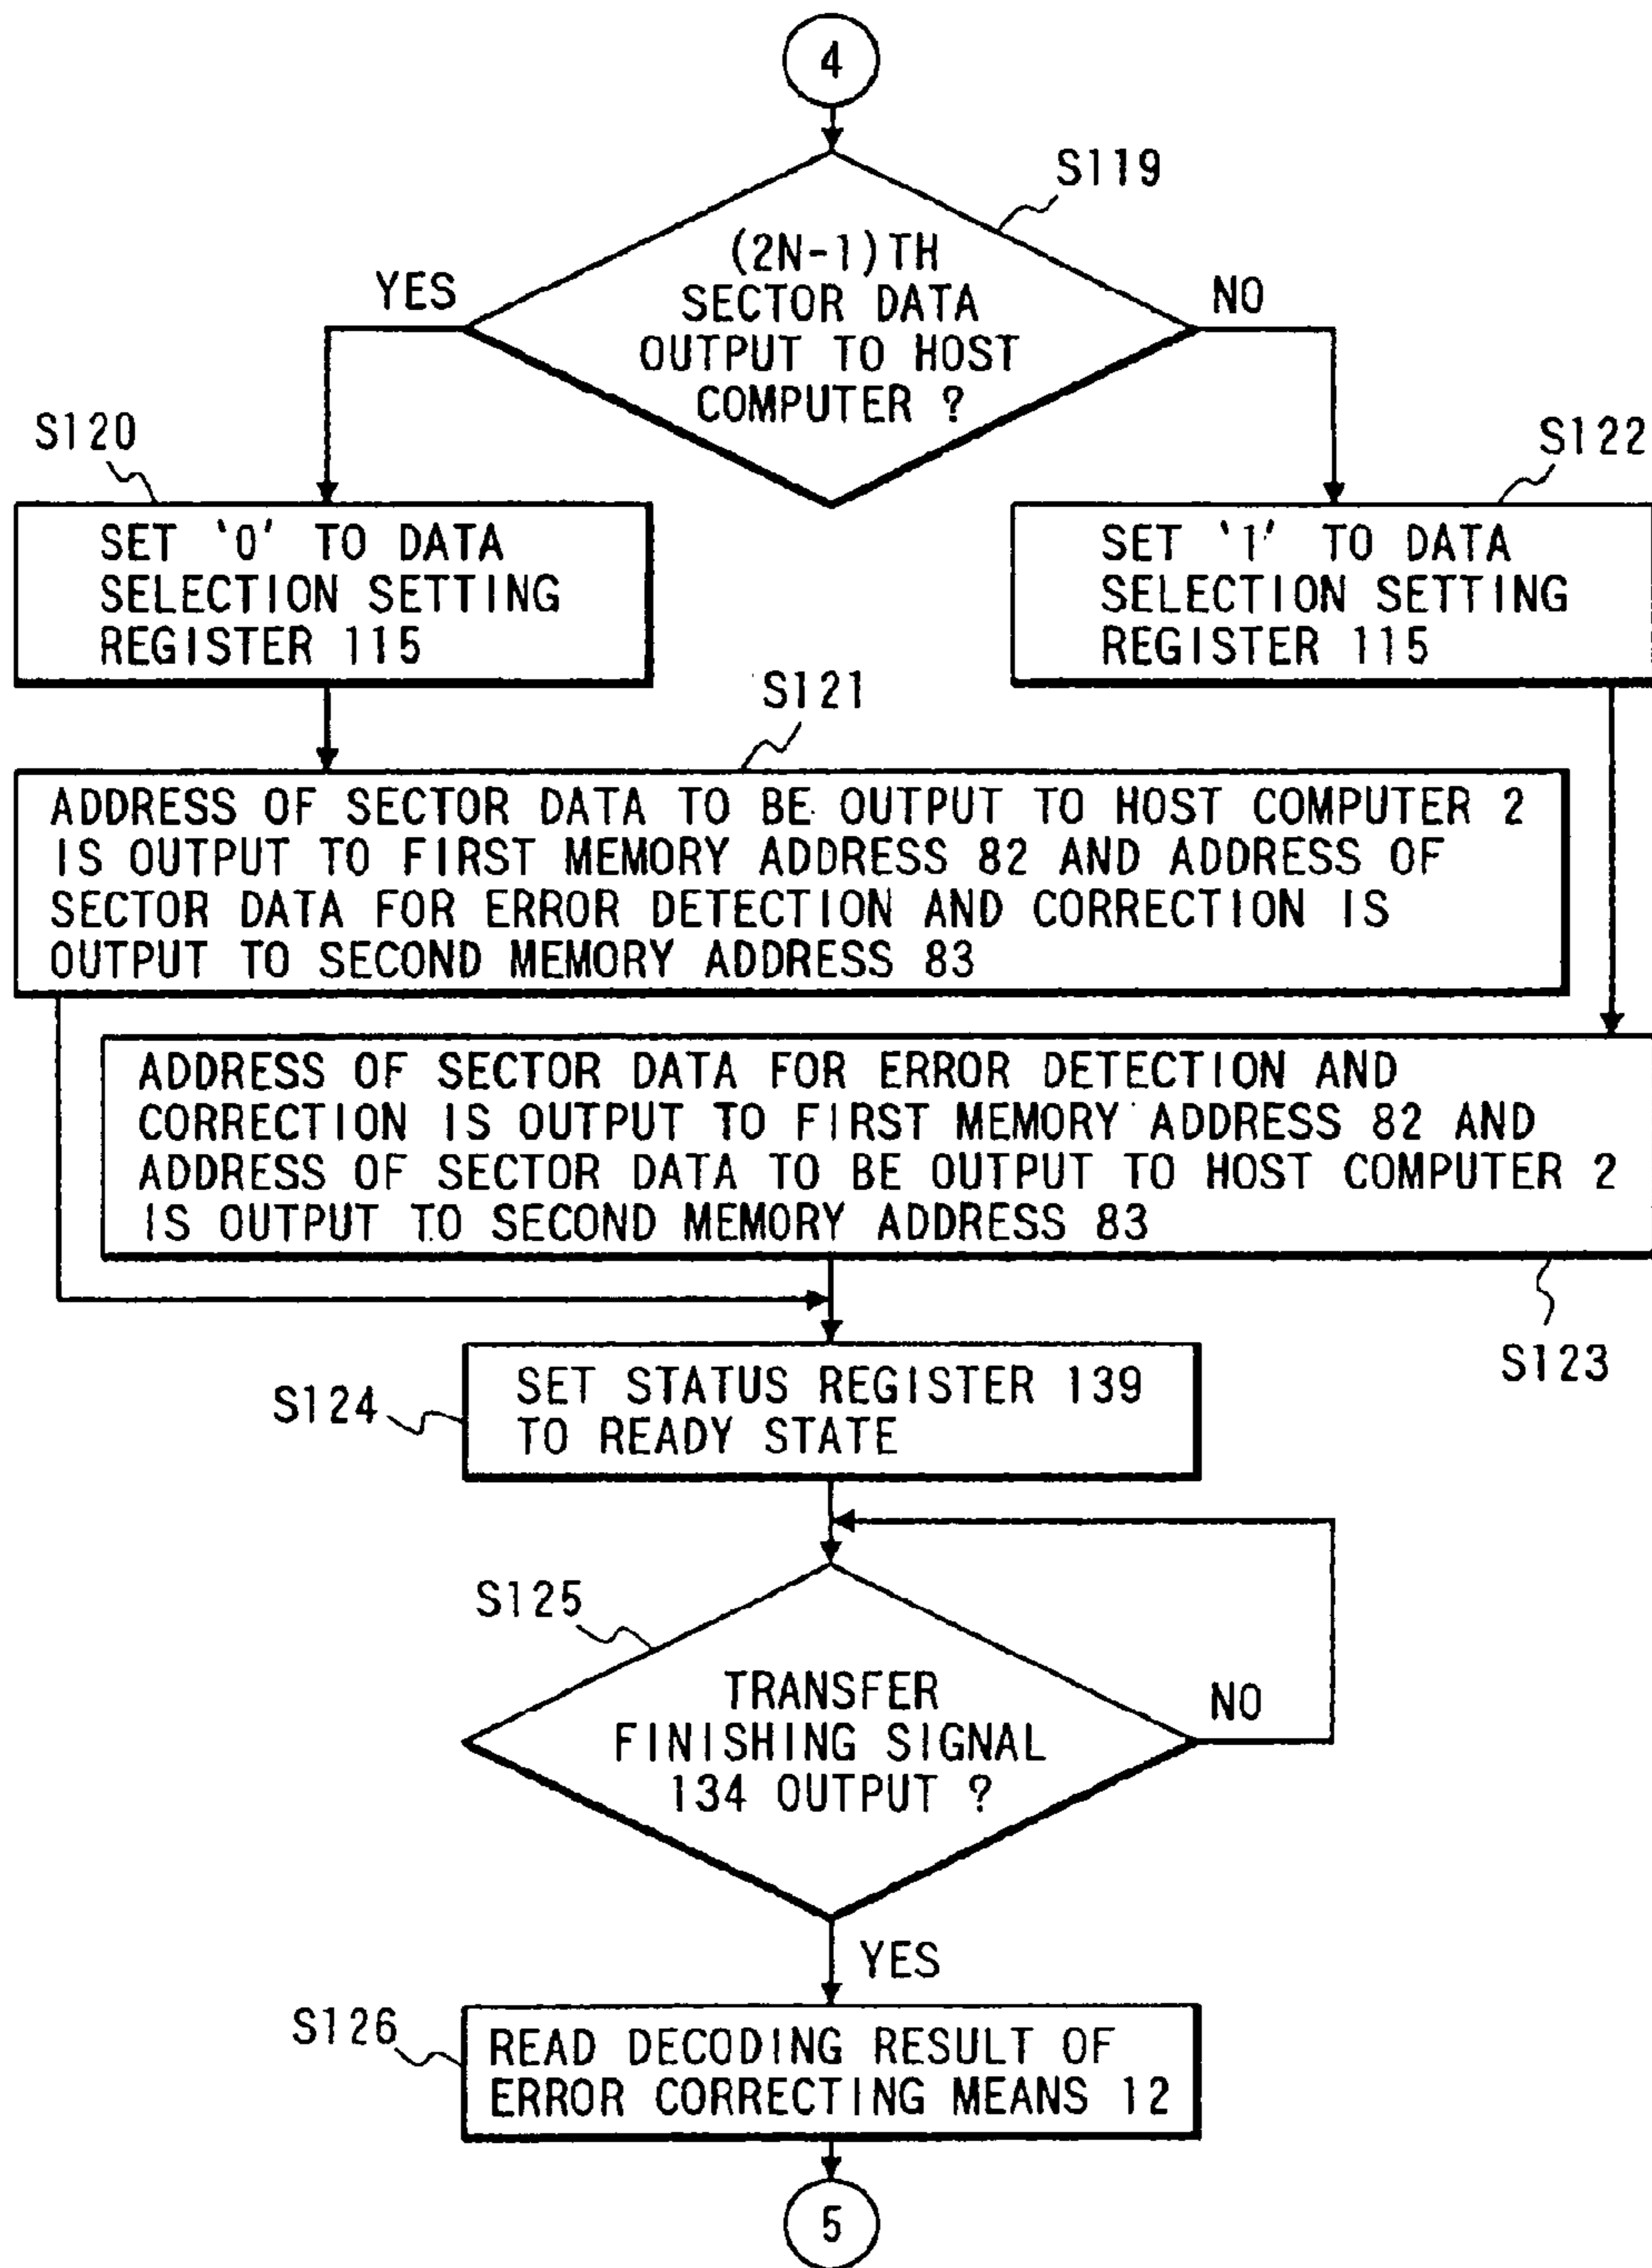 4
S119
(2N-1)TH
SECTOR DATA
OUTPUT TO HOST
COMPUTER ?
YES
NO
S120
SET '0' TO DATA
SELECTION SETTING
REGISTER 115
S122
SET '1' TO DATA
SELECTION SETTING
REGISTER 115
S121
ADDRESS OF SECTOR DATA TO BE OUTPUT TO HOST COMPUTER 2
IS OUTPUT TO FIRST MEMORY ADDRESS 82 AND ADDRESS OF
SECTOR DATA FOR ERROR DETECTION AND CORRECTION IS
OUTPUT TO SECOND MEMORY ADDRESS 83
ADDRESS OF SECTOR DATA FOR ERROR DETECTION AND
CORRECTION IS OUTPUT TO FIRST MEMORY ADDRESS 82 AND
ADDRESS OF SECTOR DATA TO BE OUTPUT TO HOST COMPUTER 2
IS OUTPUT TO SECOND MEMORY ADDRESS 83
S123
S124
SET STATUS REGISTER 139
TO READY STATE
S125
TRANSFER
FINISHING SIGNAL
134 OUTPUT ?
NO
YES
S126
READ DECODING RESULT OF
ERROR CORRECTING MEANS 12
5